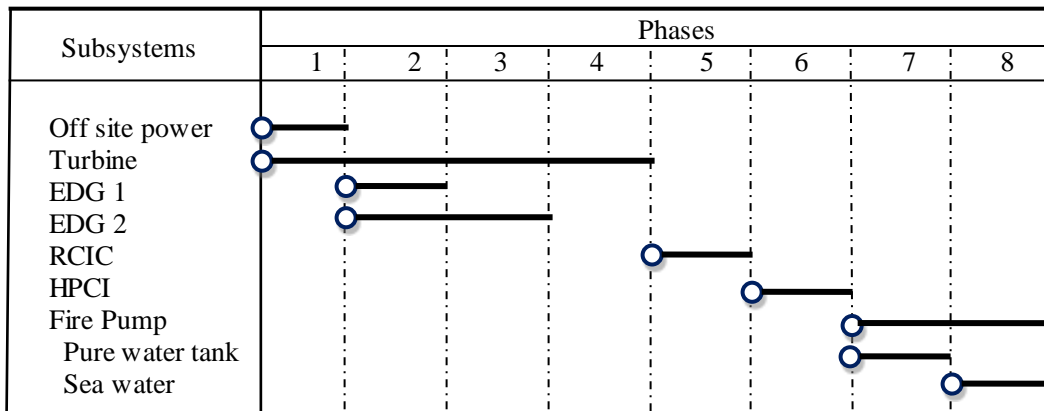 Subsystems
Phases
1 2 3 4 5 6 7 8
Off site power
Turbine
EDG 1
EDG 2
RCIC
HPCI
Fire Pump
Pure water tank
Sea water